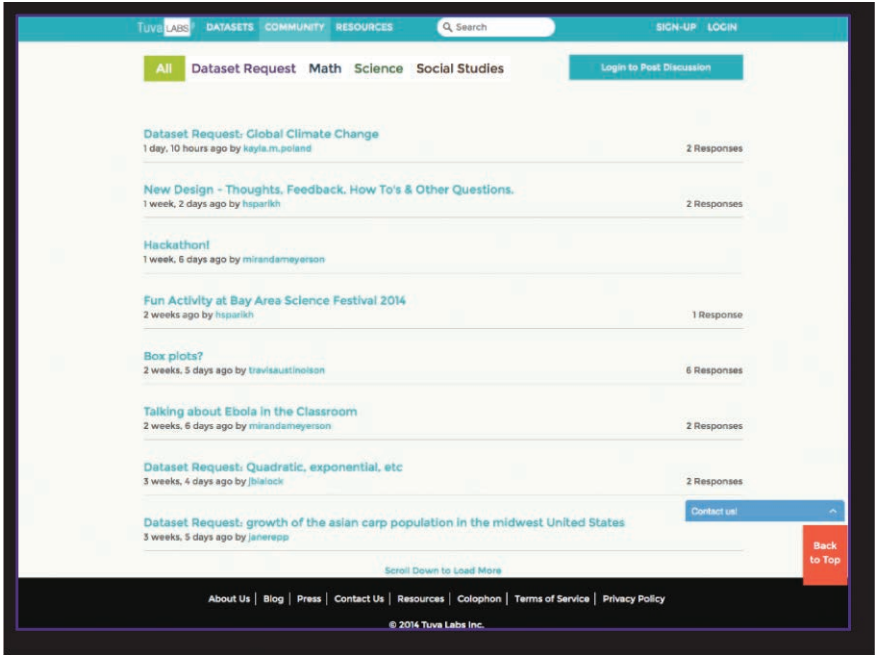 Tuva LABS DATASETS COMMUNITY RESOURCES Search SIGN-UP LOGIN
All Dataset Request Math Science Social Studies Login to Post Discussion
Dataset Request: Global Climate Change
1 day, 10 hours ago by kayla.m.poland 2 Responses
New Design - Thoughts, Feedback, How To's & Other Questions.
1 week, 2 days ago by hsparikh 2 Responses
Hackathon!
1 week, 6 days ago by mirandameyerson
Fun Activity at Bay Area Science Festival 2014
2 weeks ago by hsparikh 1 Response
Box plots?
2 weeks, 5 days ago by travisaustinolson 6 Responses
Talking about Ebola in the Classroom
2 weeks, 6 days ago by mirandameyerson 2 Responses
Dataset Request: Quadratic, exponential, etc
3 weeks, 4 days ago by jblalock 2 Responses
Contact us!
Dataset Request: growth of the asian carp population in the midwest United States
3 weeks, 5 days ago by janerepp
Back
to Top
Scroll Down to Load More
About Us | Blog | Press | Contact Us | Resources | Colophon | Terms of Service | Privacy Policy
© 2014 Tuva Labs Inc.